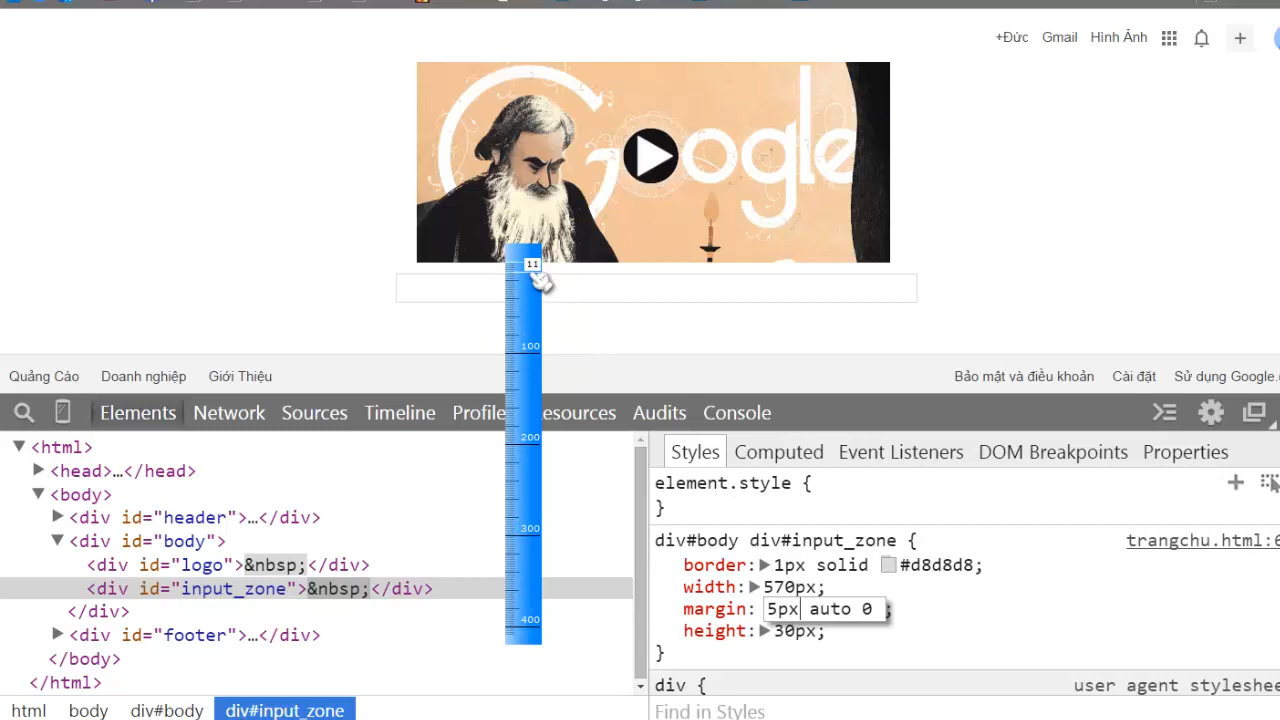 +Đức Gmail Hình Ảnh
Google
11
100
Quảng Cáo Doanh nghiệp Giới Thiệu Bảo mật và điều khoản Cài đặt Sử dụng Google.
Elements Network Sources Timeline Profile esources Audits Console
200
<html>
<head>…</head>
<body>
<div id="header">…</div>
<div id="body">
<div id="logo">&nbsp;</div>
<div id="input_zone">&nbsp;</div>
</div>
<div id="footer">…</div>
</body>
</html>
300
400
html body div#body div#input_zone
Styles Computed Event Listeners DOM Breakpoints Properties
element.style {
}
div#body div#input_zone { trangchu.html:6
border: 1px solid #d8d8d8;
width: 570px;
margin: 5px auto 0 ;
height: 30px;
}
div { user agent styleshee
Find in Styles